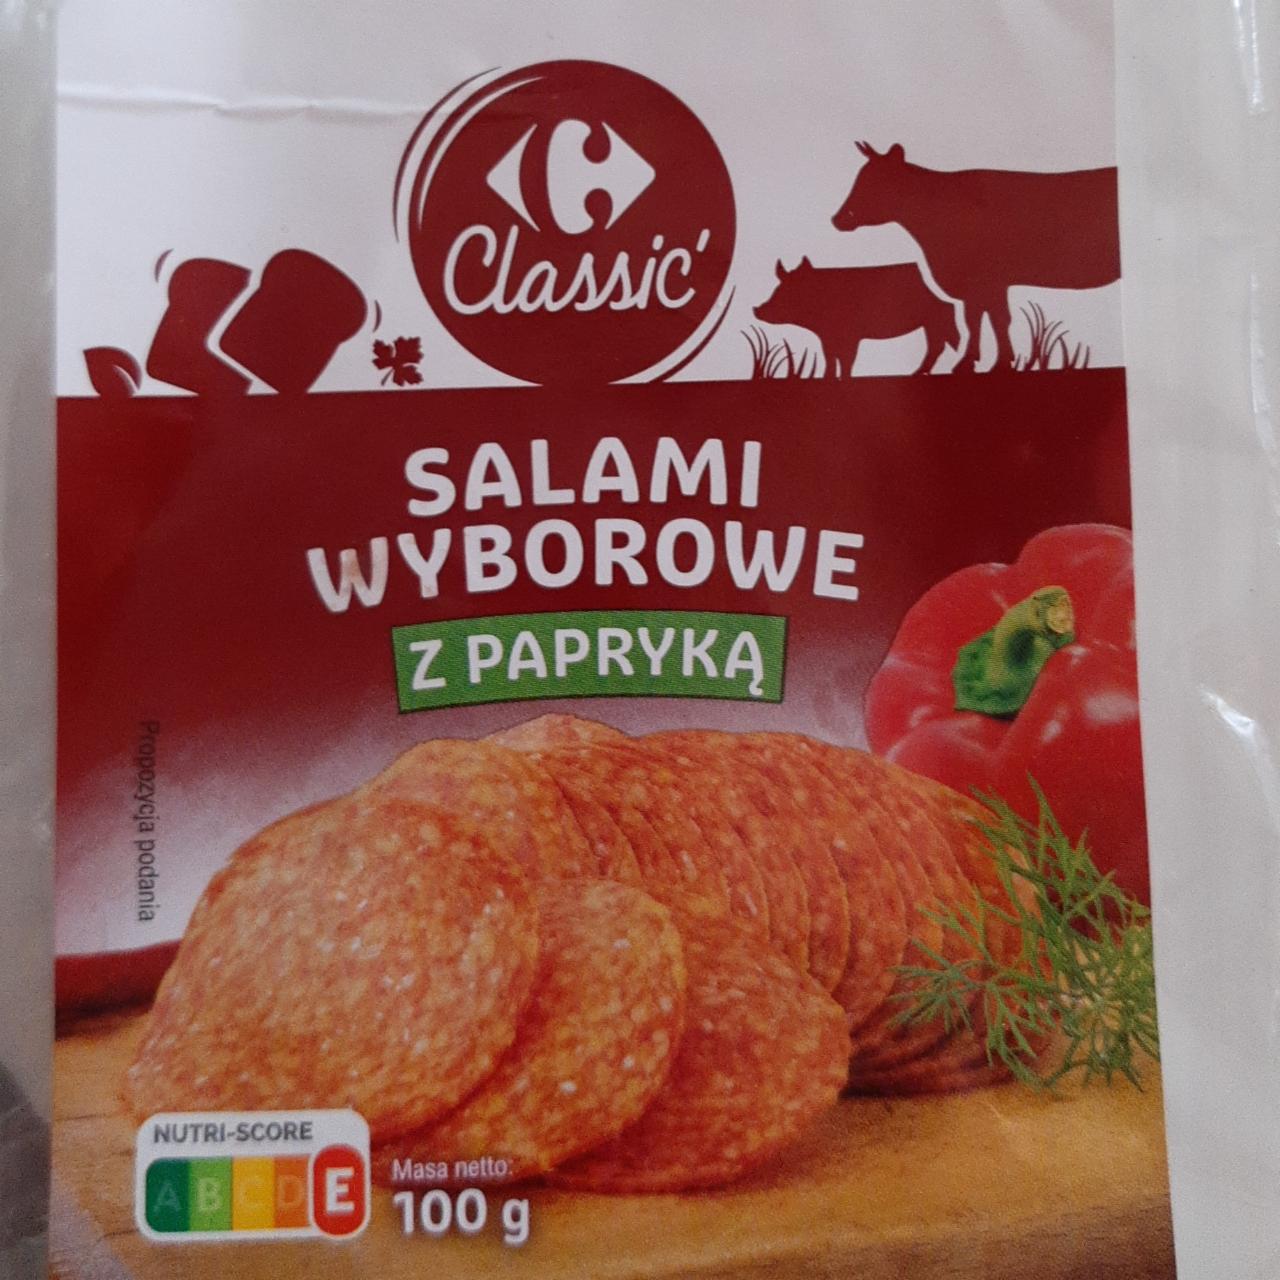 Classic'
SALAMI
WYBOROWE
Z PAPRYKĄ
Propozycja podania
NUTRI-SCORE
A B C D E
Masa netto:
100 g